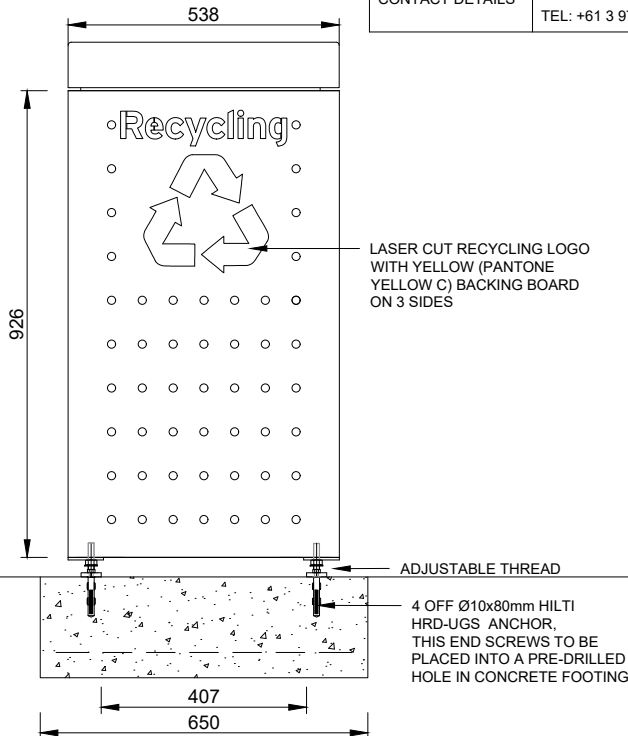 CONTACT DETAILS
TEL: +61 3 9
538
Recycling
926
LASER CUT RECYCLING LOGO
WITH YELLOW (PANTONE
YELLOW C) BACKING BOARD
ON 3 SIDES
ADJUSTABLE THREAD
4 OFF Ø10x80mm HILTI
HRD-UGS ANCHOR,
THIS END SCREWS TO BE
PLACED INTO A PRE-DRILLED
HOLE IN CONCRETE FOOTING
407
650